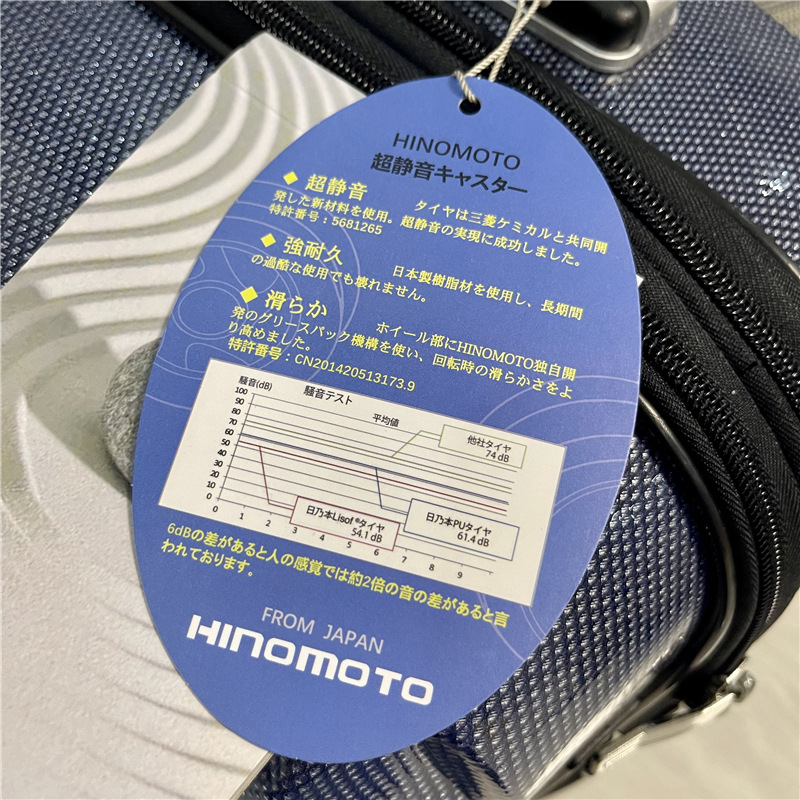 HINOMOTO
超静音キャスター
◆ 超静音 タイヤは三菱ケミカルと共同開
発した新材料を使用。超静音の実現に成功しました。
特許番号：5681265
◆ 強耐久 日本製樹脂材を使用し、長期間
の過酷な使用でも壊れません。
◆ 滑らか ホイール部にHINOMOTO独自開
発のグリースパック機構を使い、回転時の滑らかさをよ
り高めました。
特許番号：CN201420513173.9
騒音(dB) 騒音テスト
平均値
100
90
80
70
60
50
40
30
20
10
0
他社タイヤ
74 dB
日乃本Lisof®タイヤ
54.1 dB
日乃本PUタイヤ
61.4 dB
0 1 2 3 4 5 6 7 8 9
6dBの差があると人の感覚では約2倍の音の差があると言
われております。
FROM JAPAN
HINOMOTO